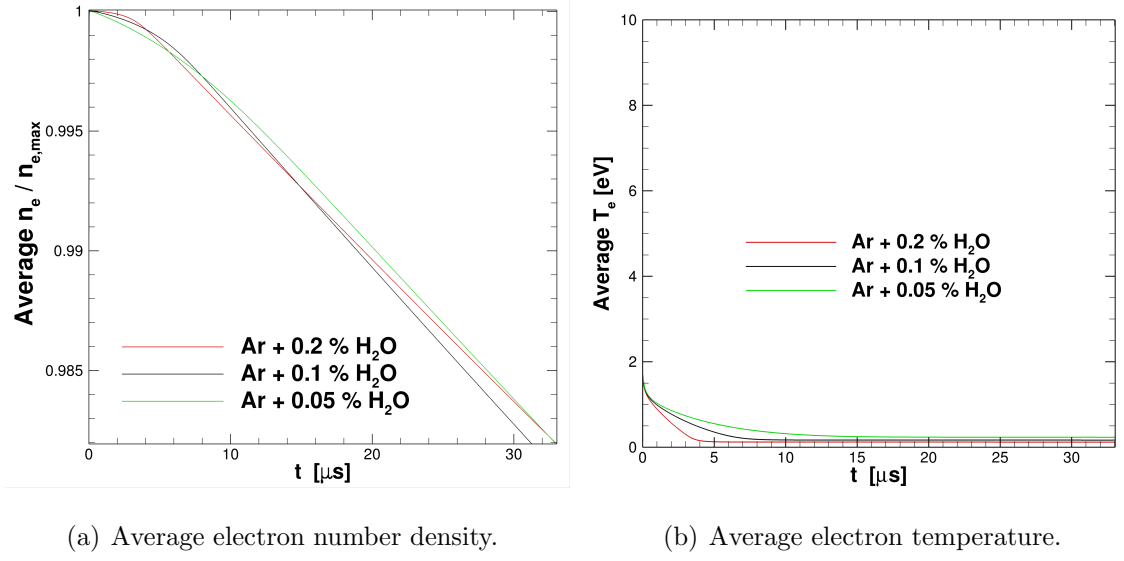 1
0.995
0.99
0.985
0
10
20
30
Average n_e / n_e,max
t [μs]
Ar + 0.2 % H₂O
Ar + 0.1 % H₂O
Ar + 0.05 % H₂O
(a) Average electron number density.
10
8
6
4
2
0
0
5
10
15
20
25
30
Average T_e [eV]
t [μs]
Ar + 0.2 % H₂O
Ar + 0.1 % H₂O
Ar + 0.05 % H₂O
(b) Average electron temperature.